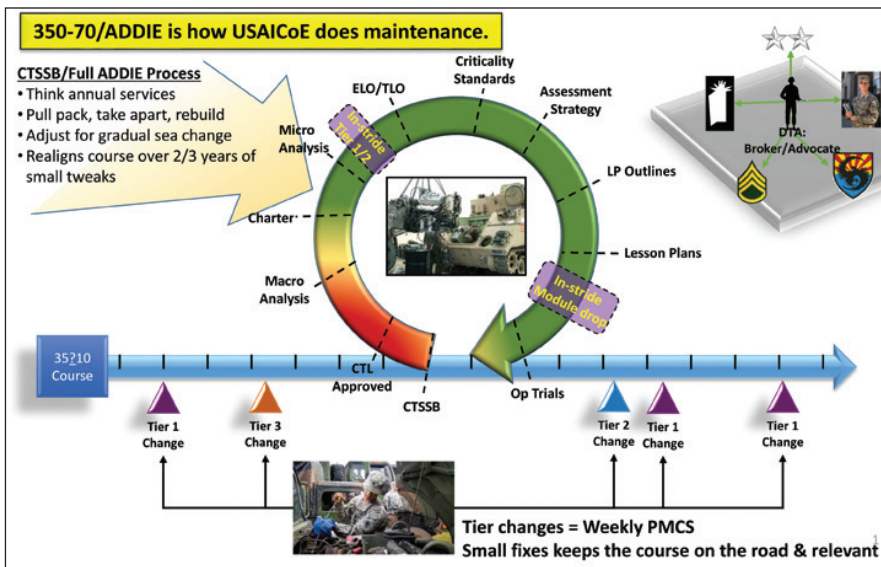 350-70/ADDIE is how USAICoE does maintenance.
CTSSB/Full ADDIE Process
• Think annual services
• Pull pack, take apart, rebuild
• Adjust for gradual sea change
• Realigns course over 2/3 years of
small tweaks
ELO/TLO
Criticality
Standards
Assessment
Strategy
In-stride
Tier 1/2
Micro
Analysis
LP Outlines
Charter
Lesson Plans
Macro
Analysis
In-stride
Module drop
CTL
Approved
CTSSB
Op Trials
DTA:
Broker/Advocate
35?10
Course
Tier 1
Change
Tier 3
Change
Tier 2
Change
Tier 1
Change
Tier 1
Change
Tier changes = Weekly PMCS
Small fixes keeps the course on the road & relevant
1